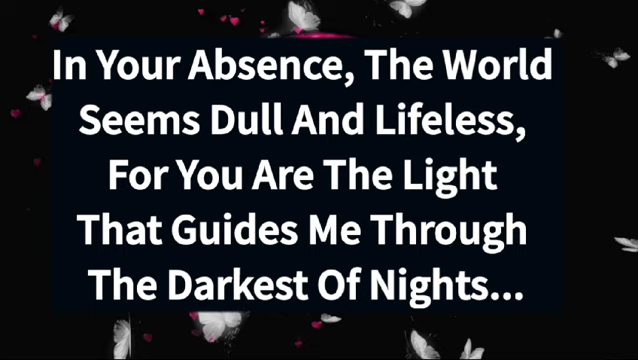 In Your Absence, The World
Seems Dull And Lifeless,
For You Are The Light
That Guides Me Through
The Darkest Of Nights...